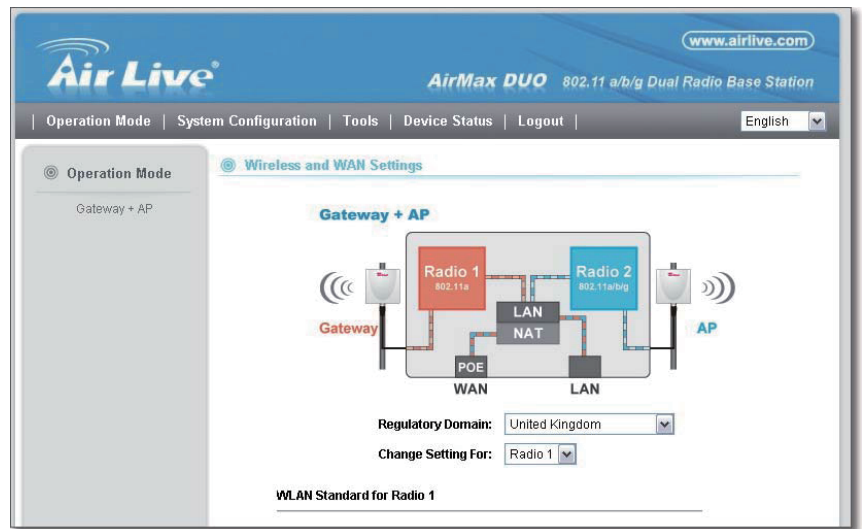 www.airlive.com
Air Live®
AirMax DUO 802.11 a/b/g Dual Radio Base Station
| Operation Mode | System Configuration | Tools | Device Status | Logout |
English
Operation Mode
Gateway + AP
Wireless and WAN Settings
Gateway + AP
Radio 1
802.11a
Radio 2
802.11a/b/g
LAN
NAT
Gateway
AP
POE
WAN
LAN
Regulatory Domain: United Kingdom
Change Setting For: Radio 1
WLAN Standard for Radio 1